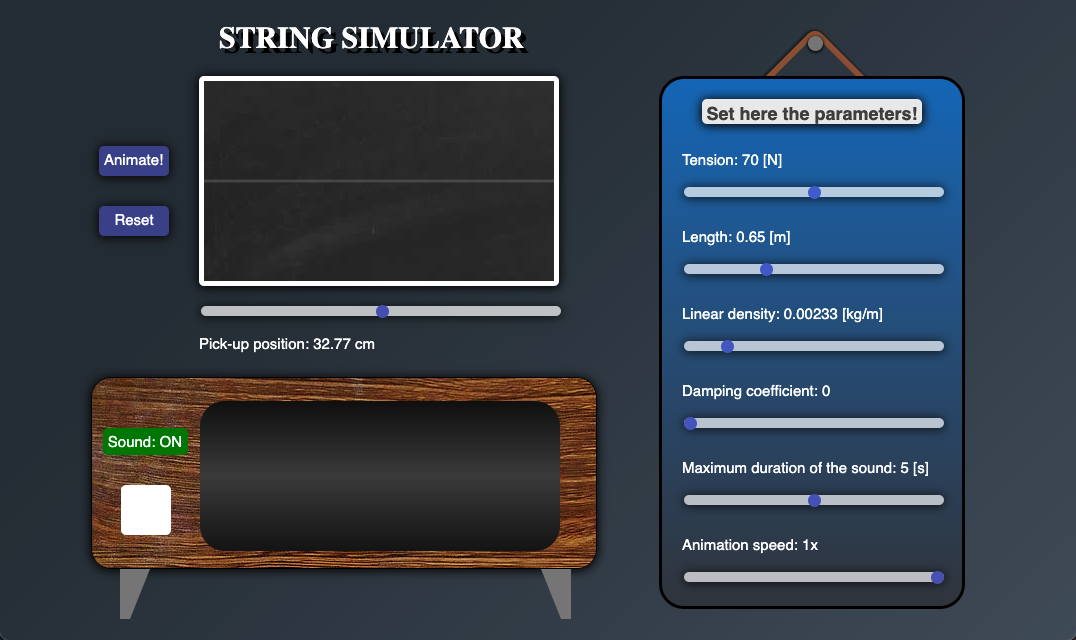 STRING SIMULATOR
Animate!
Reset
Pick-up position: 32.77 cm
Sound: ON
Set here the parameters!
Tension: 70 [N]
Length: 0.65 [m]
Linear density: 0.00233 [kg/m]
Damping coefficient: 0
Maximum duration of the sound: 5 [s]
Animation speed: 1x